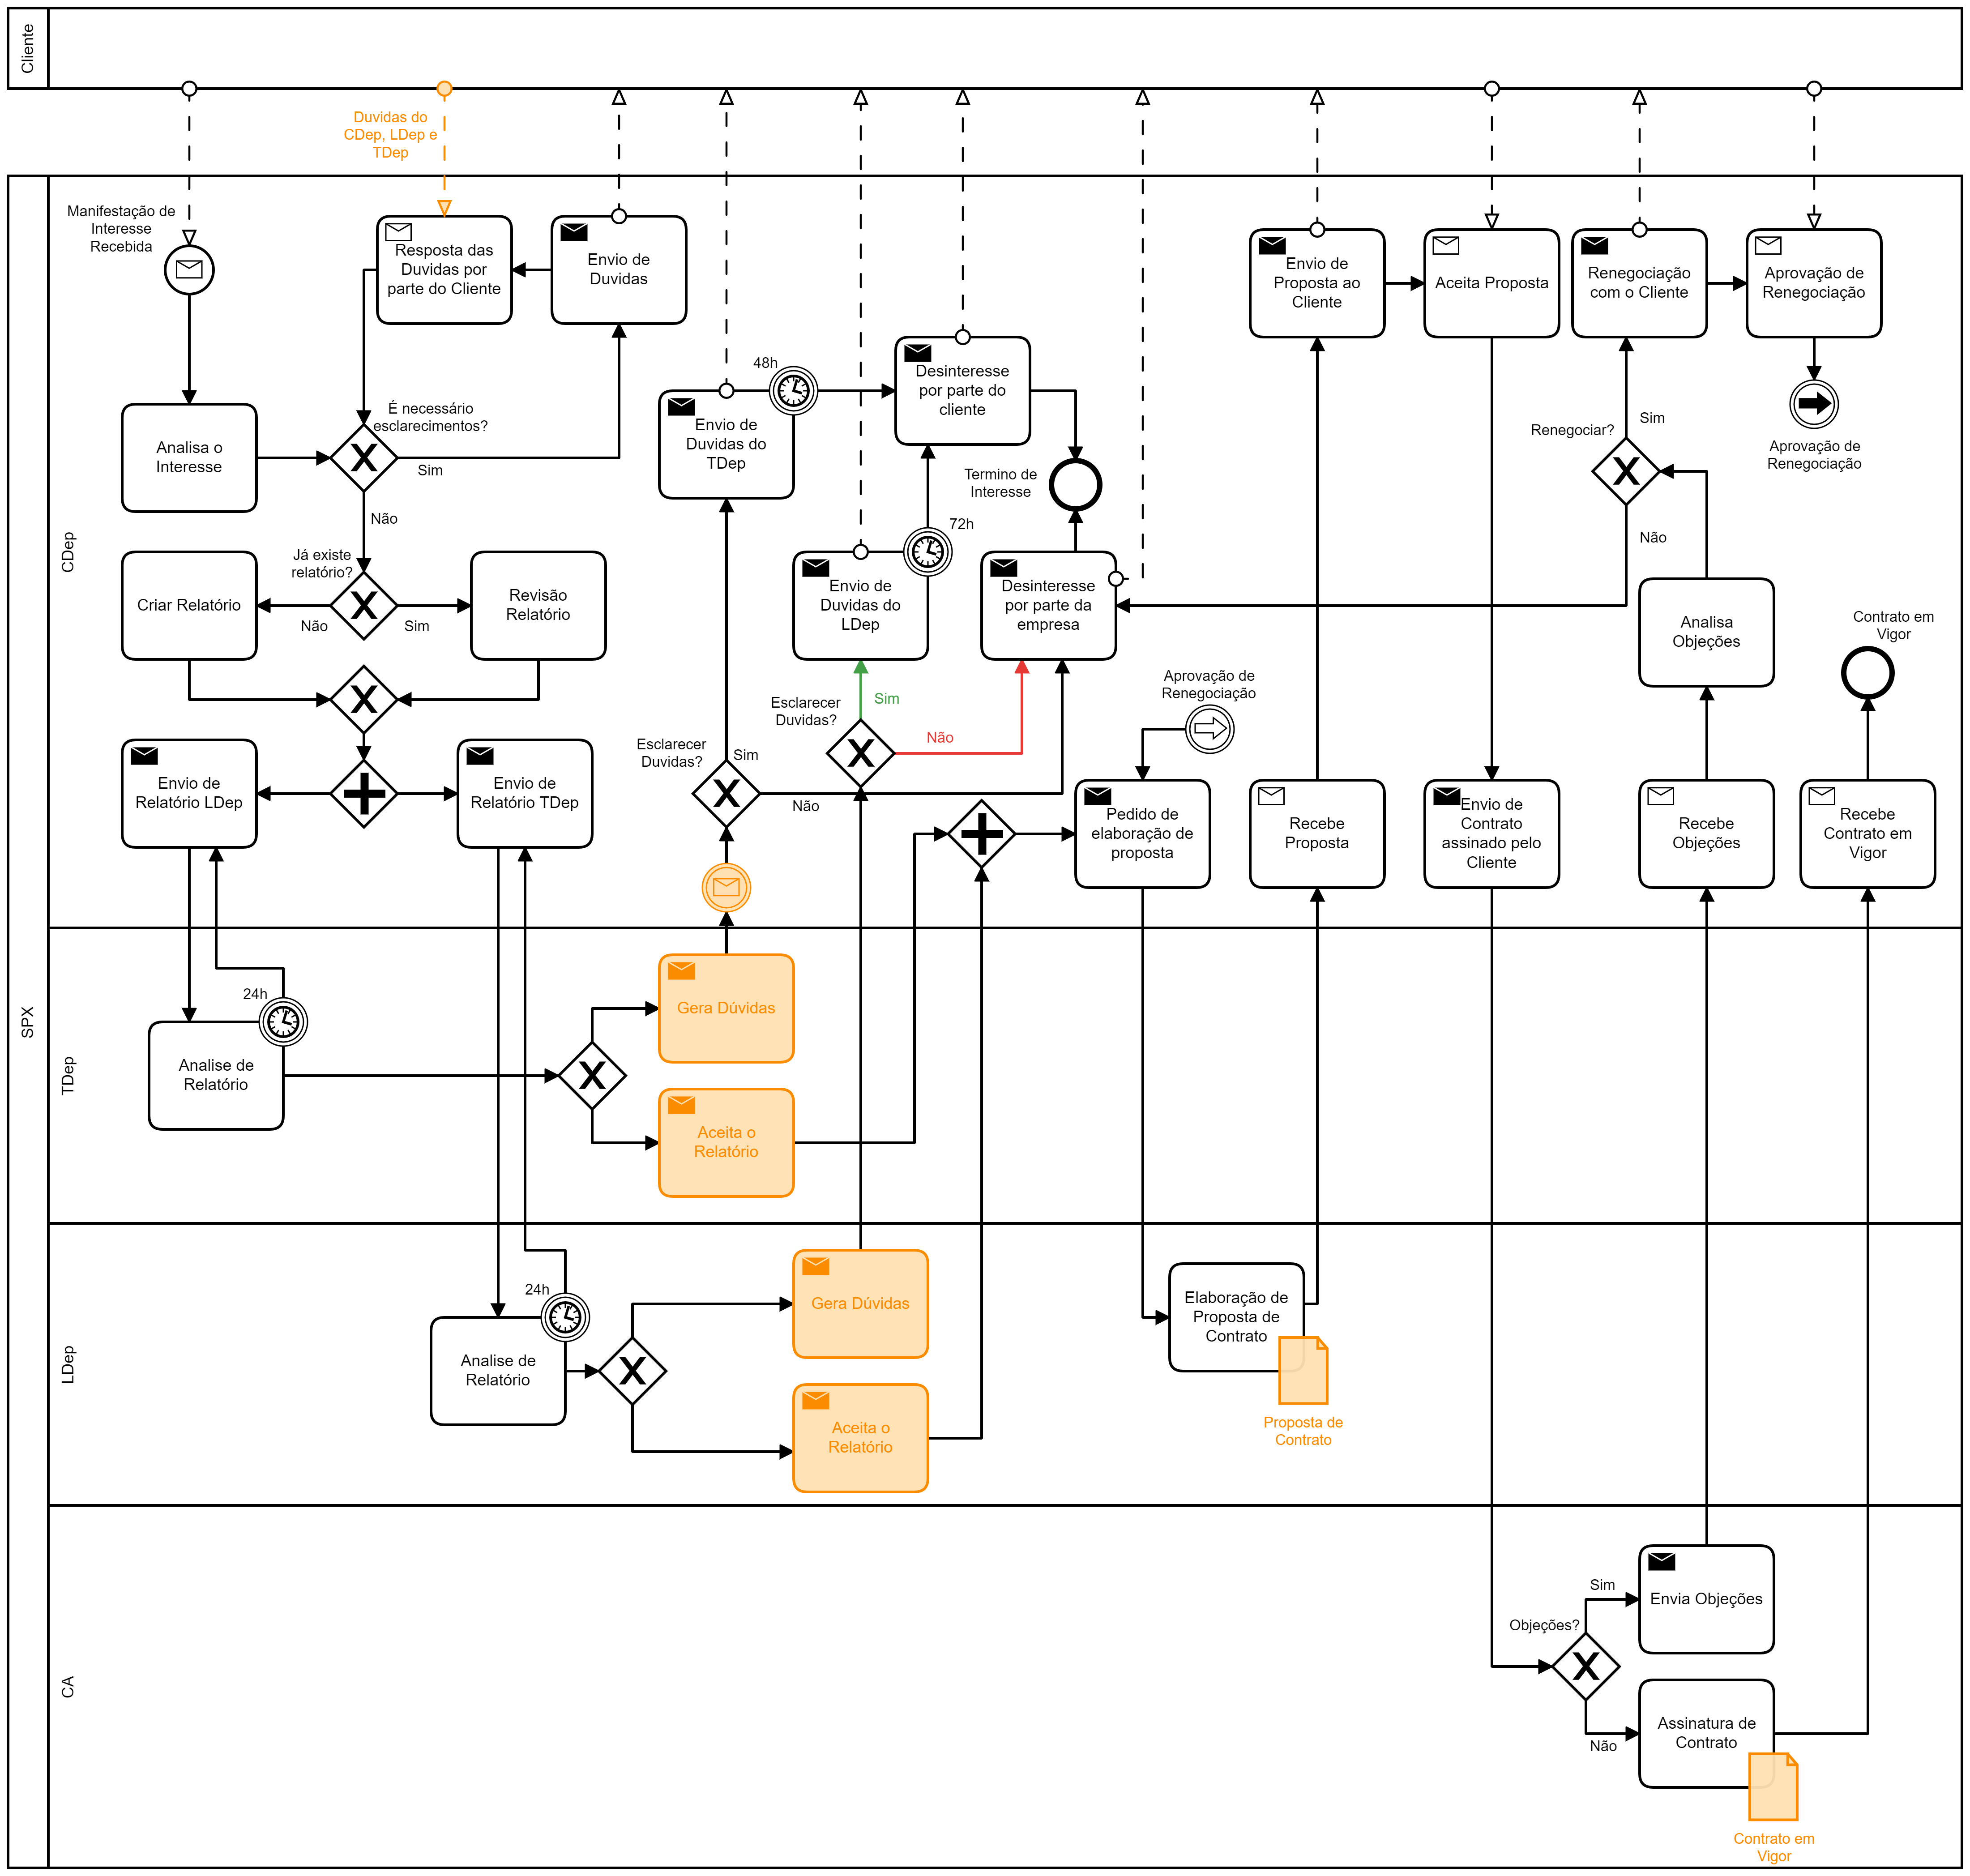 Cliente
Duvidas do
CDep, LDep e
TDep
SPX
CDep
Manifestação de
Interesse
Recebida
Resposta das
Duvidas por
parte do Cliente
Envio de
Duvidas
Envio de
Proposta ao
Cliente
Aceita Proposta
Renegociação
com o Cliente
Aprovação de
Renegociação
48h
Desinteresse
por parte do
cliente
Analisa o
Interesse
É necessário
esclarecimentos?
Sim
Não
Envio de
Duvidas do
TDep
Termino de
Interesse
Renegociar?
Sim
Não
Aprovação de
Renegociação
72h
Já existe
relatório?
Criar Relatório
Não
Sim
Revisão
Relatório
Envio de
Duvidas do
LDep
Desinteresse
por parte da
empresa
Analisa
Objeções
Contrato em
Vigor
Esclarecer
Duvidas?
Sim
Não
Aprovação de
Renegociação
Esclarecer
Duvidas?
Sim
Não
Envio de
Relatório LDep
Envio de
Relatório TDep
Pedido de
elaboração de
proposta
Recebe
Proposta
Envio de
Contrato
assinado pelo
Cliente
Recebe
Objeções
Recebe
Contrato em
Vigor
TDep
24h
Analise de
Relatório
Gera Dúvidas
Aceita o
Relatório
LDep
24h
Analise de
Relatório
Gera Dúvidas
Aceita o
Relatório
Elaboração de
Proposta de
Contrato
Proposta de
Contrato
CA
Objeções?
Sim
Não
Envia Objeções
Assinatura de
Contrato
Contrato em
Vigor